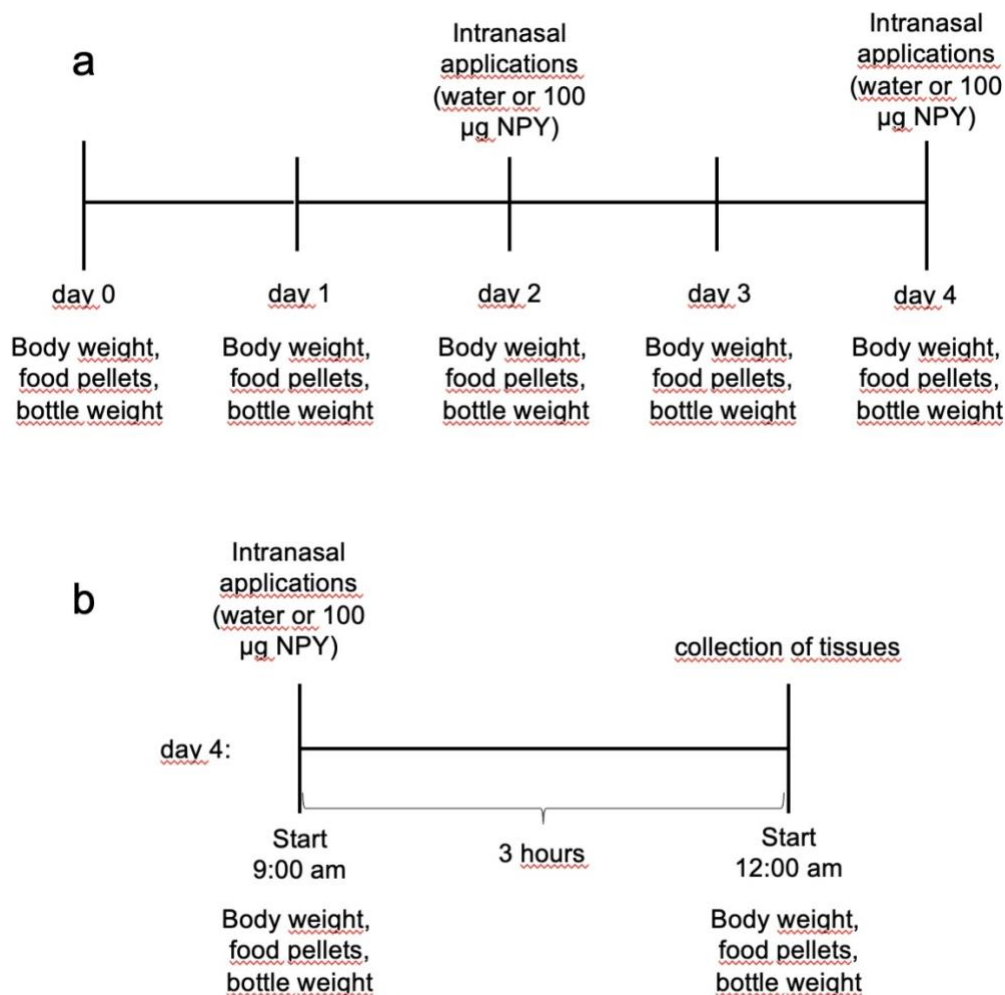 a
Intranasal
applications
(water or 100
µg NPY)
Intranasal
applications
(water or 100
µg NPY)
day 0
day 1
day 2
day 3
day 4
Body weight,
food pellets,
bottle weight
Body weight,
food pellets,
bottle weight
Body weight,
food pellets,
bottle weight
Body weight,
food pellets,
bottle weight
Body weight,
food pellets,
bottle weight
b
Intranasal
applications
(water or 100
µg NPY)
collection of tissues
day 4:
Start
9:00 am
3 hours
Start
12:00 am
Body weight,
food pellets,
bottle weight
Body weight,
food pellets,
bottle weight